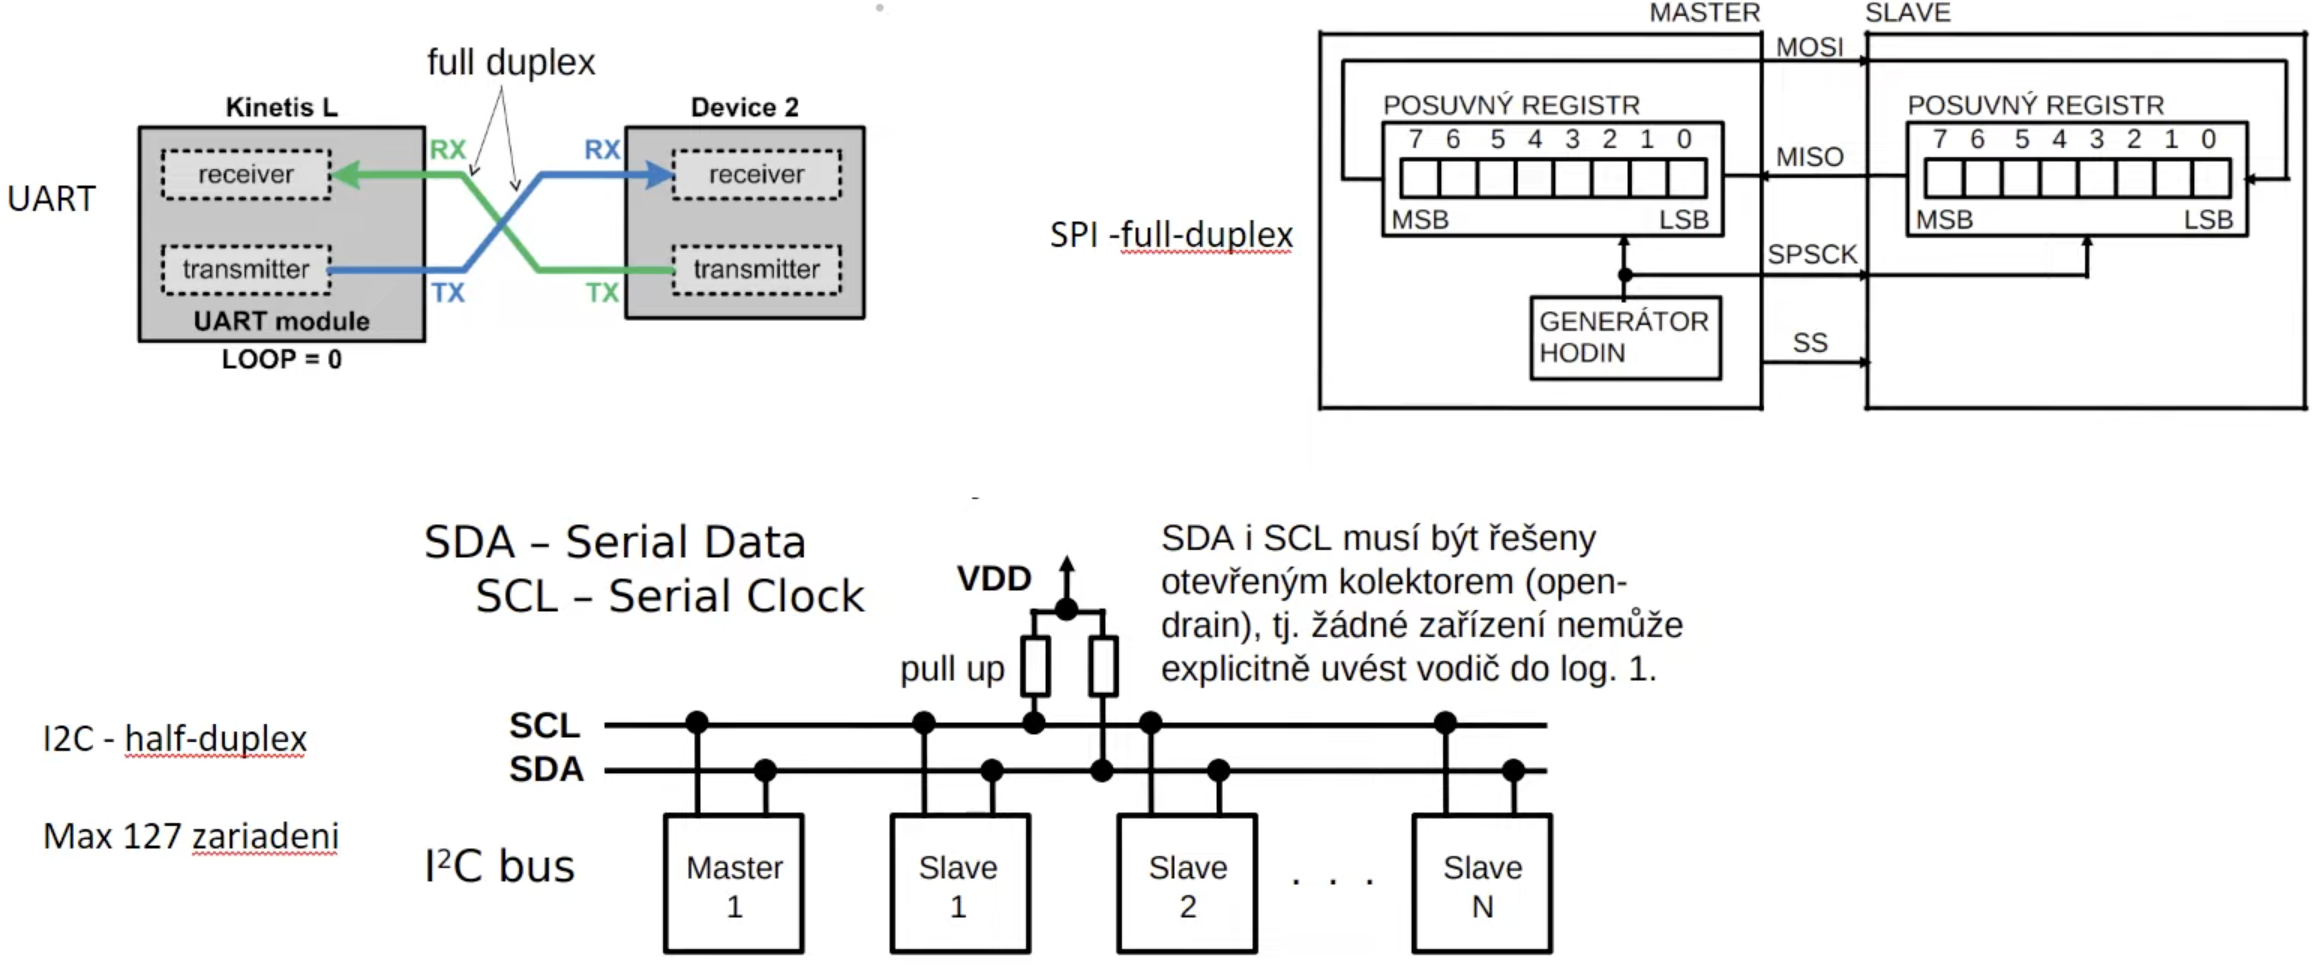 UART
full duplex
Kinetis L
Device 2
RX
RX
receiver
receiver
transmitter
transmitter
TX
TX
UART module
LOOP = 0
SPI -full-duplex
MASTER
SLAVE
MOSI
POSUVNÝ REGISTR
POSUVNÝ REGISTR
7 6 5 4 3 2 1 0
7 6 5 4 3 2 1 0
MISO
MSB
LSB
MSB
LSB
SPSCK
GENERÁTOR
HODIN
SS
SDA – Serial Data
SCL – Serial Clock
VDD
pull up
SDA i SCL musí být řešeny
otevřeným kolektorem (open-
drain), tj. žádné zařízení nemůže
explicitně uvést vodič do log. 1.
I2C - half-duplex
Max 127 zariadeni
SCL
SDA
I²C bus
Master
1
Slave
1
Slave
2
. . .
Slave
N